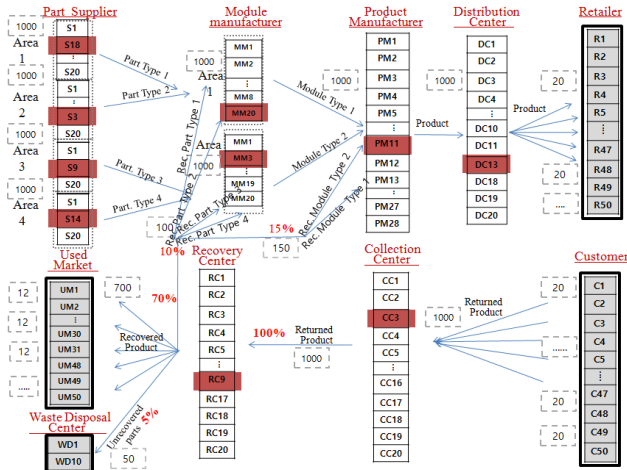 Part Supplier
Module
manufacturer
Product
Manufacturer
Distribution
Center
Retailer
1000
Area
1
1000
Area
2
1000
Area
3
1000
Area
4
S1
S18
⋮
S20
S1
S3
S20
S1
S9
S20
S1
S14
S20
Part Type 1
Part Type 2
Part Type 3
Part Type 4
1000
Area
1
MM1
MM2
⋮
MM8
MM20
1000
⋮
MM3
MM19
MM20
Rec. Part Type 1
Rec. Part Type 2
Rec. Part Type 3
Rec. Part Type 4
100
10%
Module Type 1
Module Type 2
Rec. Module Type 2
Rec. Module Type 1
15%
150
1000
PM1
PM2
PM3
PM4
PM5
⋮
PM11
PM12
PM13
⋮
PM27
PM28
Product
1000
DC1
DC2
DC3
DC4
⋮
DC10
DC11
DC13
DC18
DC19
DC20
Product
20
20
....
R1
R2
R3
R4
R5
⋮
R47
R48
R49
R50
Used
Market
Recovery
Center
Collection
Center
Customer
12
12
12
.....
UM1
UM2
⋮
UM30
UM31
UM48
UM49
UM50
700
70%
Recovered
Product
RC1
RC2
RC3
RC4
RC5
⋮
RC9
RC17
RC18
RC19
RC20
100%
Returned
Product
1000
CC1
CC2
CC3
CC4
CC5
⋮
CC16
CC17
CC18
CC19
CC20
1000
Returned
Product
20
.....
20
20
C1
C2
C3
C4
C5
⋮
C47
C48
C49
C50
Waste Disposal
Center
WD1
WD10
Unrecovered
parts
5%
50